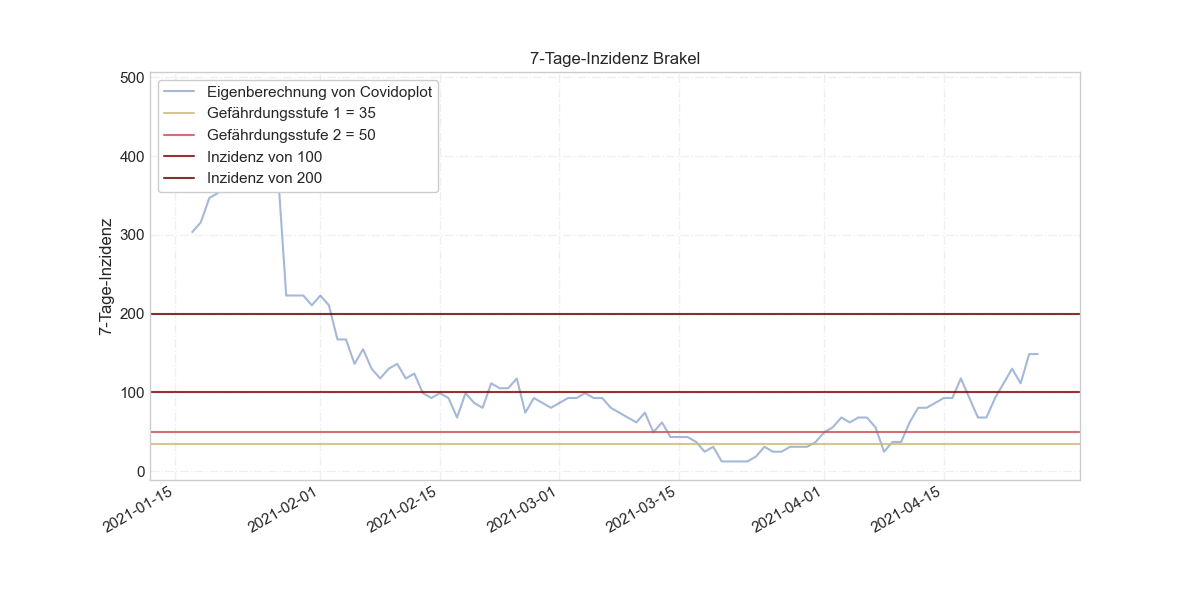 7-Tage-Inzidenz Brakel
500
400
300
200
100
0
7-Tage-Inzidenz
Eigenberechnung von Covidoplot
Gefährdungsstufe 1 = 35
Gefährdungsstufe 2 = 50
Inzidenz von 100
Inzidenz von 200
2021-01-15
2021-02-01
2021-02-15
2021-03-01
2021-03-15
2021-04-01
2021-04-15